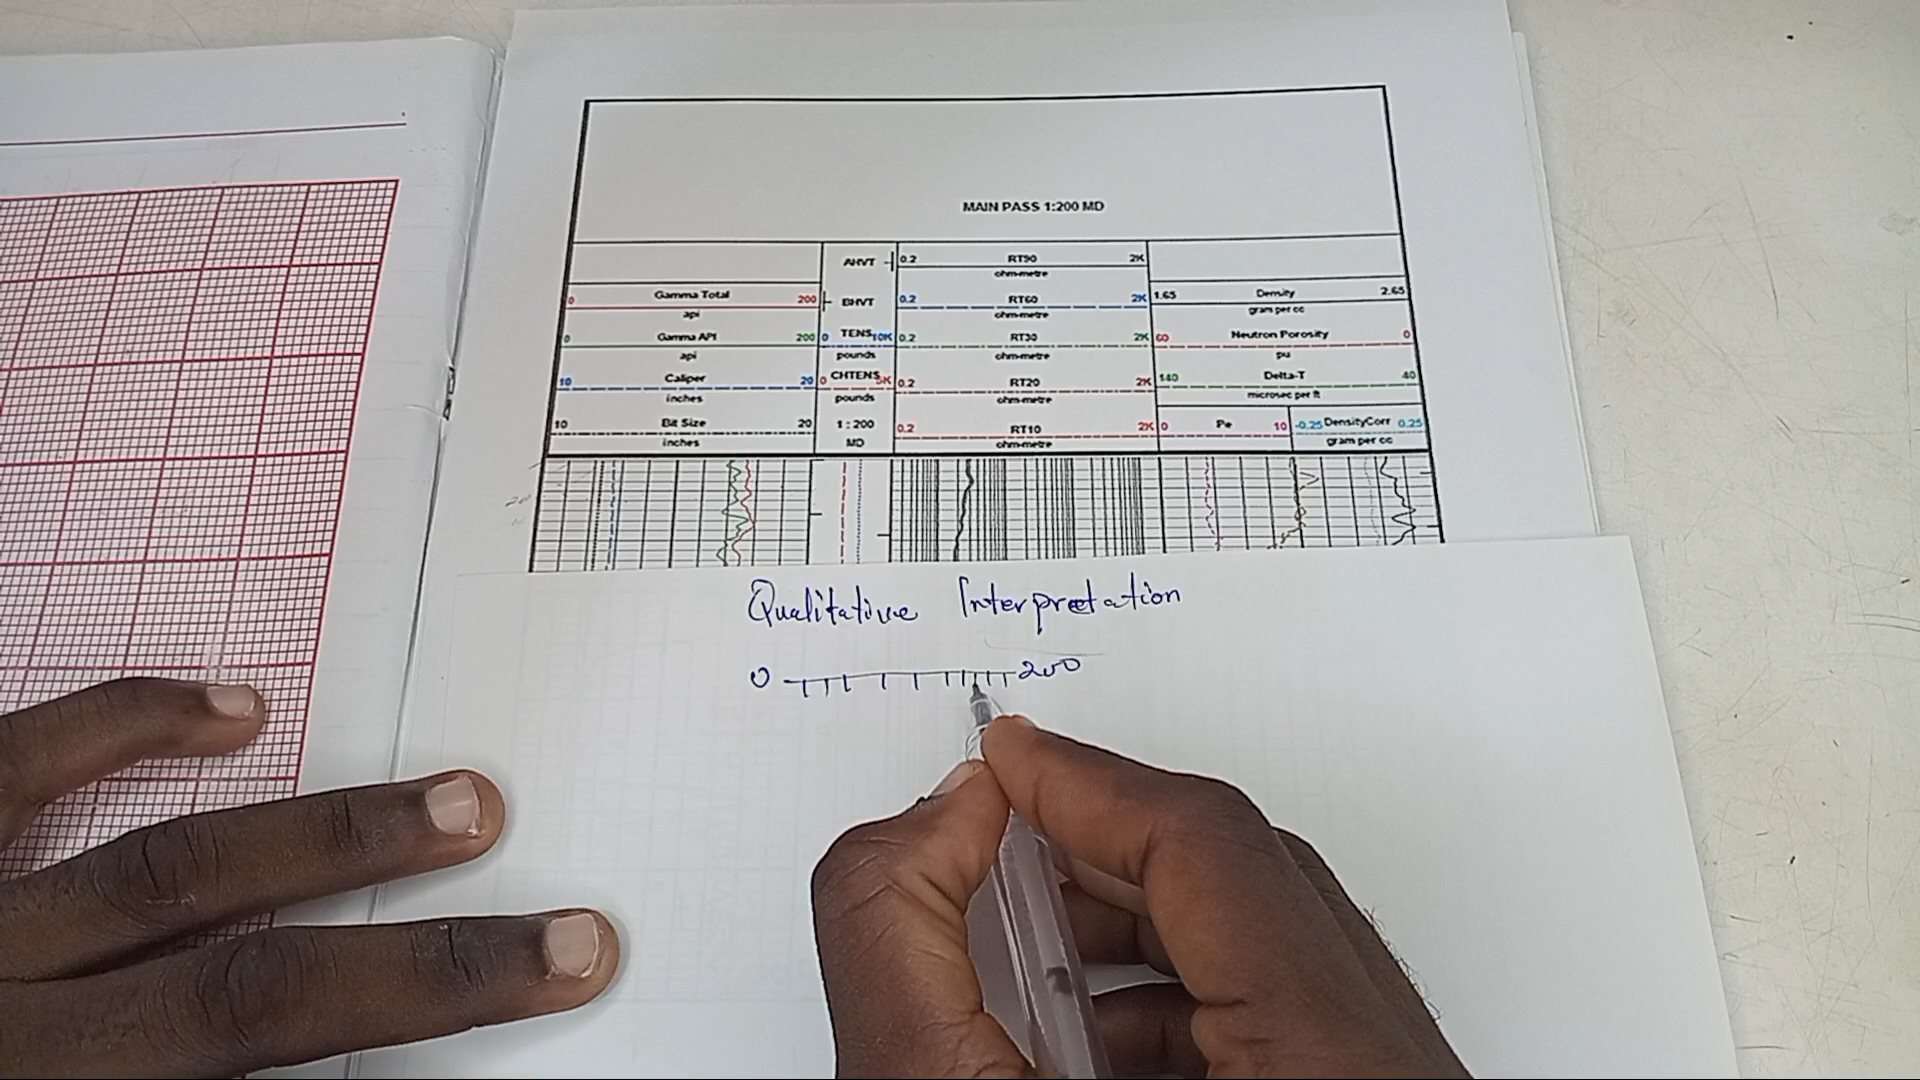 MAIN PASS 1:200 MD
AHVT
0.2 RT90 2K
ohm-metre
0 Gamma Total 200
api
BHVT
0.2 RT60 2K
ohm-metre
1.65 Density 2.65
gram per cc
0 Gamma API 200
api
0 TENS 10K
pounds
0.2 RT30 2K
ohm-metre
60 Neutron Porosity 0
pu
10 Caliper 20
inches
0 CHTENS 5K
pounds
0.2 RT20 2K
ohm-metre
140 Delta-T 40
microsec per ft
10 Bit Size 20
inches
1 : 200
MD
0.2 RT10 2K
ohm-metre
0 Pe 10
-0.25 DensityCorr 0.25
gram per cc
Qualitative Interpretation
0 200